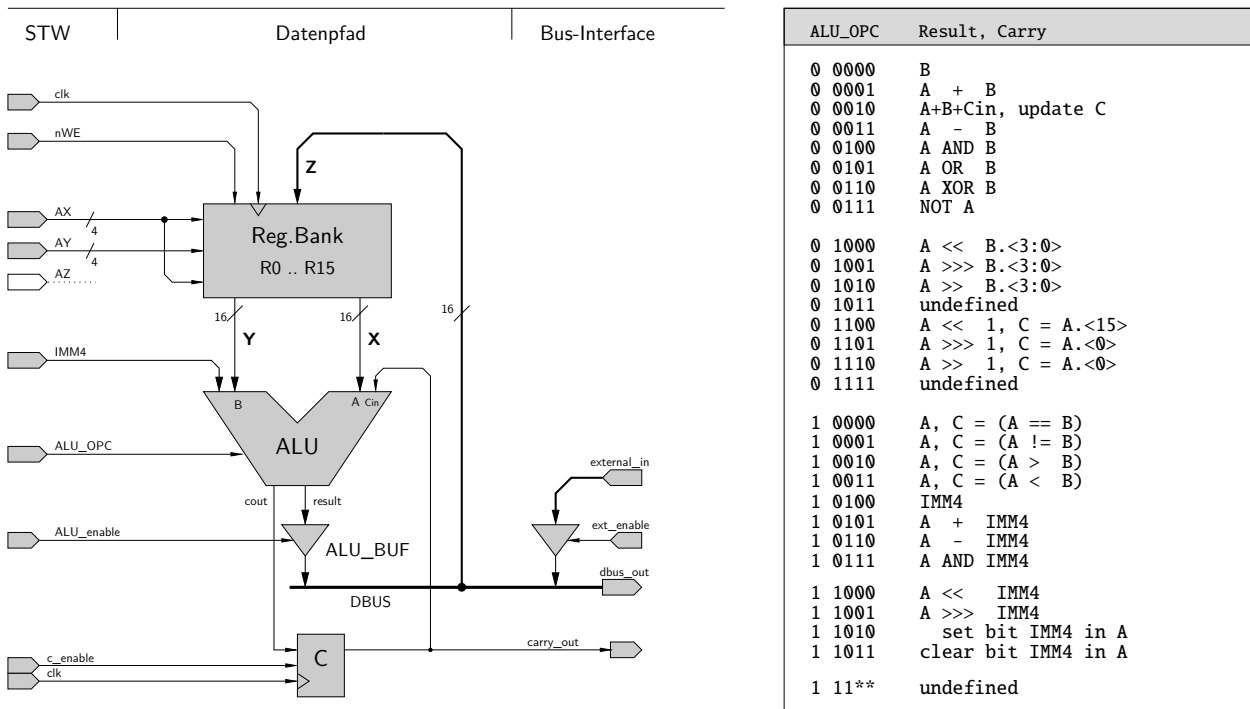 STW Datenpfad Bus-Interface
clk
nWE
Z
AX
4
AY
4
AZ
Reg.Bank
R0 .. R15
16 16 16
Y X
IMM4
B A Cin
ALU_OPC
ALU
external_in
cout result
ALU_enable
ALU_BUF
ext_enable
dbus_out
DBUS
carry_out
C
c_enable
clk
ALU_OPC Result, Carry
0 0000 B
0 0001 A + B
0 0010 A+B+Cin, update C
0 0011 A - B
0 0100 A AND B
0 0101 A OR B
0 0110 A XOR B
0 0111 NOT A
0 1000 A << B.<3:0>
0 1001 A >>> B.<3:0>
0 1010 A >> B.<3:0>
0 1011 undefined
0 1100 A << 1, C = A.<15>
0 1101 A >>> 1, C = A.<0>
0 1110 A >> 1, C = A.<0>
0 1111 undefined
1 0000 A, C = (A == B)
1 0001 A, C = (A != B)
1 0010 A, C = (A > B)
1 0011 A, C = (A < B)
1 0100 IMM4
1 0101 A + IMM4
1 0110 A - IMM4
1 0111 A AND IMM4
1 1000 A << IMM4
1 1001 A >>> IMM4
1 1010 set bit IMM4 in A
1 1011 clear bit IMM4 in A
1 11** undefined